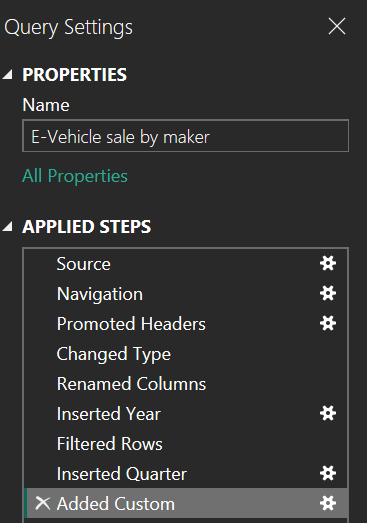 Query Settings
PROPERTIES
Name
E-Vehicle sale by maker
All Properties
APPLIED STEPS
Source
Navigation
Promoted Headers
Changed Type
Renamed Columns
Inserted Year
Filtered Rows
Inserted Quarter
Added Custom